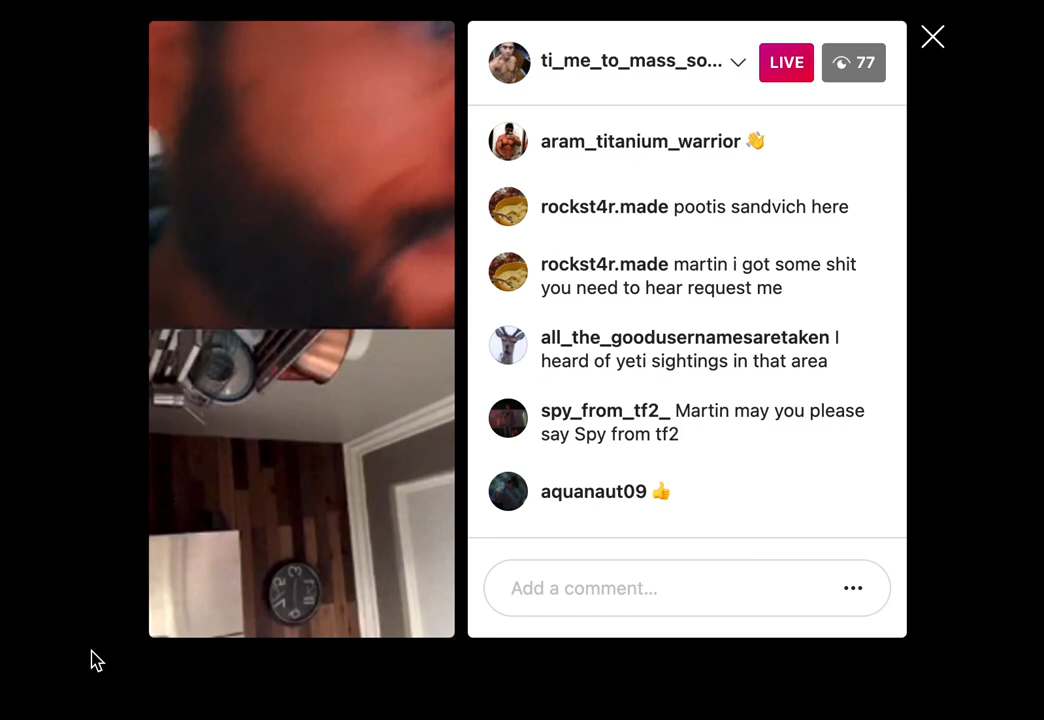 ti_me_to_mass_so...
LIVE
77
aram_titanium_warrior 👋
rockst4r.made pootis sandvich here
rockst4r.made martin i got some shit
you need to hear request me
all_the_goodusernamesaretaken I
heard of yeti sightings in that area
spy_from_tf2_ Martin may you please
say Spy from tf2
aquanaut09 👍
Add a comment...